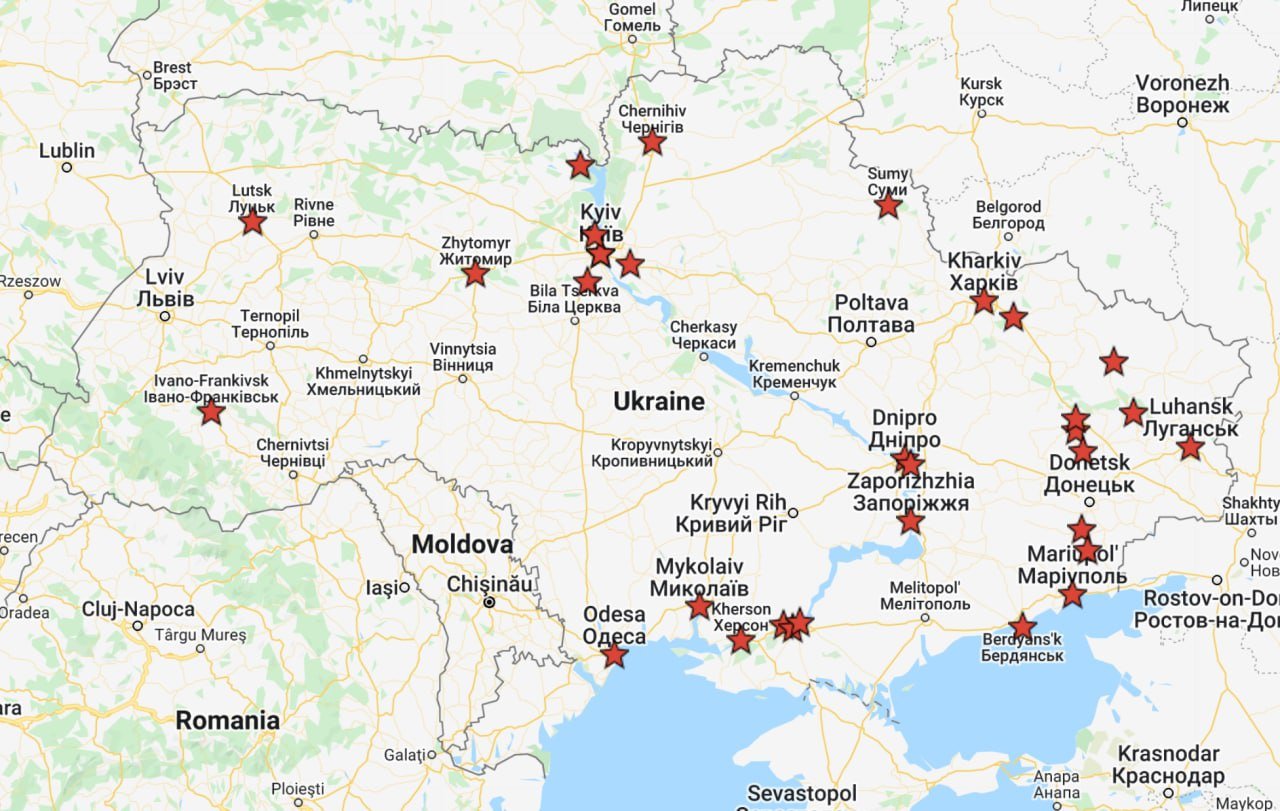 Gomel
Гомель
Липецк
Brest
Брэст
Kursk
Курск
Voronezh
Воронеж
Chernihiv
Чернігів
Lublin
Sumy
Суми
Lutsk
Луцьк
Rivne
Рівне
Kyiv
Київ
Belgorod
Белгород
Zhytomyr
Житомир
Kharkiv
Харків
Rzeszow
Lviv
Львів
Bila Tserkva
Біла Церква
Poltava
Полтава
Ternopil
Тернопіль
Cherkasy
Черкаси
Vinnytsia
Вінниця
Khmelnytskyi
Хмельницький
Kremenchuk
Кременчук
Ivano-Frankivsk
Івано-Франківськ
Ukraine
Luhansk
Луганськ
Dnipro
Дніпро
Chernivtsi
Чернівці
Kropyvnytskyi
Кропивницький
Donetsk
Донецьк
Zaporizhzhia
Запоріжжя
Kryvyi Rih
Кривий Ріг
Shakhty
Шахты
recen
Moldova
Mariupol'
Маріуполь
Mykolaiv
Миколаїв
Iași
Chișinău
Melitopol'
Мелітополь
Nov
Нов
Oradea
Cluj-Napoca
Kherson
Херсон
Rostov-on-Don
Ростов-на-Дон
Odesa
Одеса
Târgu Mureș
Berdyans'k
Бердянськ
ara
Romania
Galați
Krasnodar
Краснодар
Ploiești
Anapa
Анапа
Sevastopol
Maykop